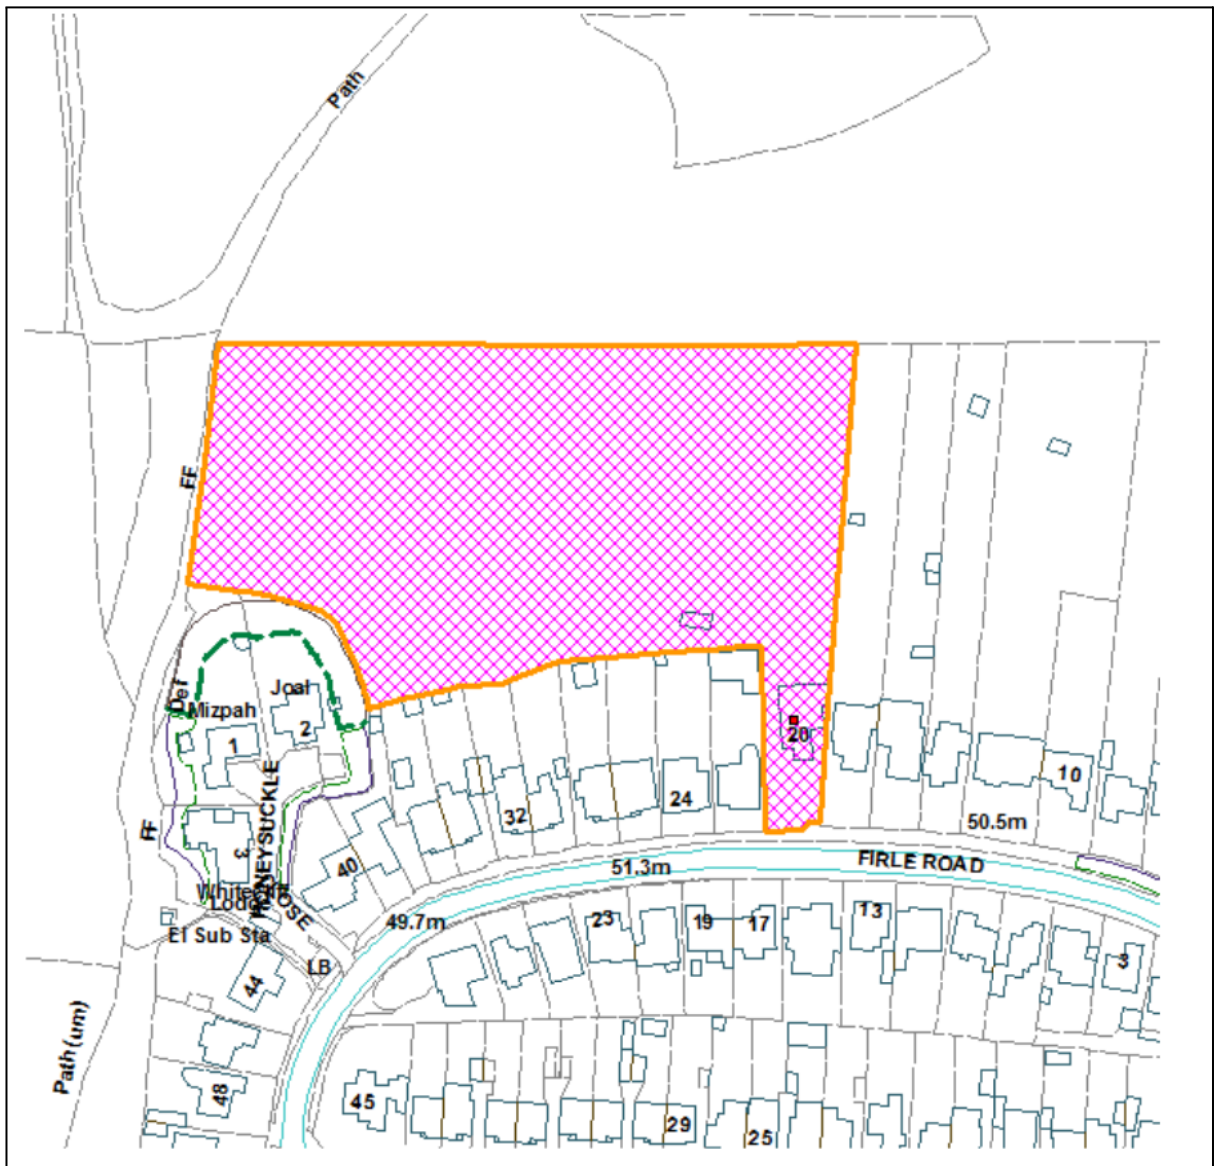 Path
FF
Def
Joal
Mizpah
2
1
20
10
32
24
50.5m
FF
3
HONEYSUCKLE
CLOSE
40
51.3m
FIRLE ROAD
49.7m
23
19
17
13
El Sub Sta
LB
44
3
Path (um)
48
45
29
25